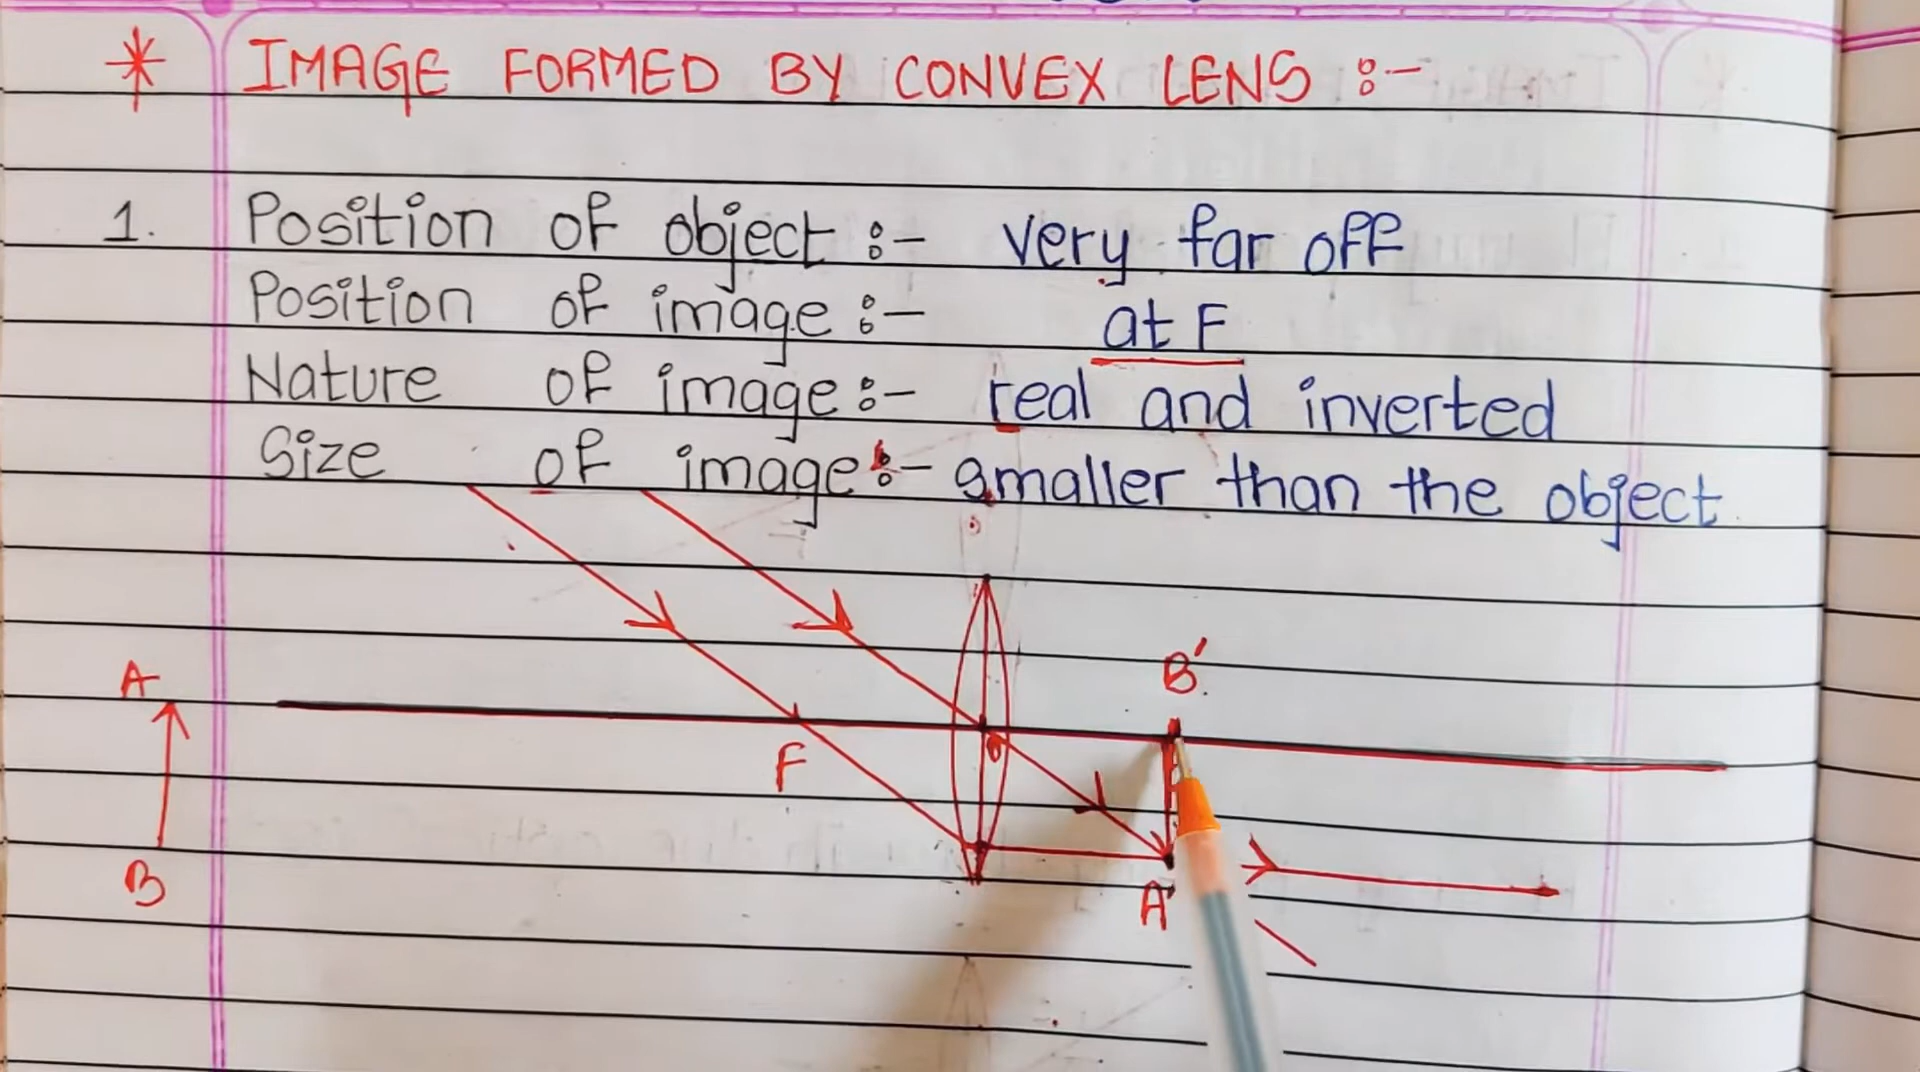 * IMAGE FORMED BY CONVEX LENS :-
1. Position of object :- very far off
Position of image :- at F
Nature of image :- real and inverted
Size of image :- smaller than the object
B'
A
F
O
B
A'